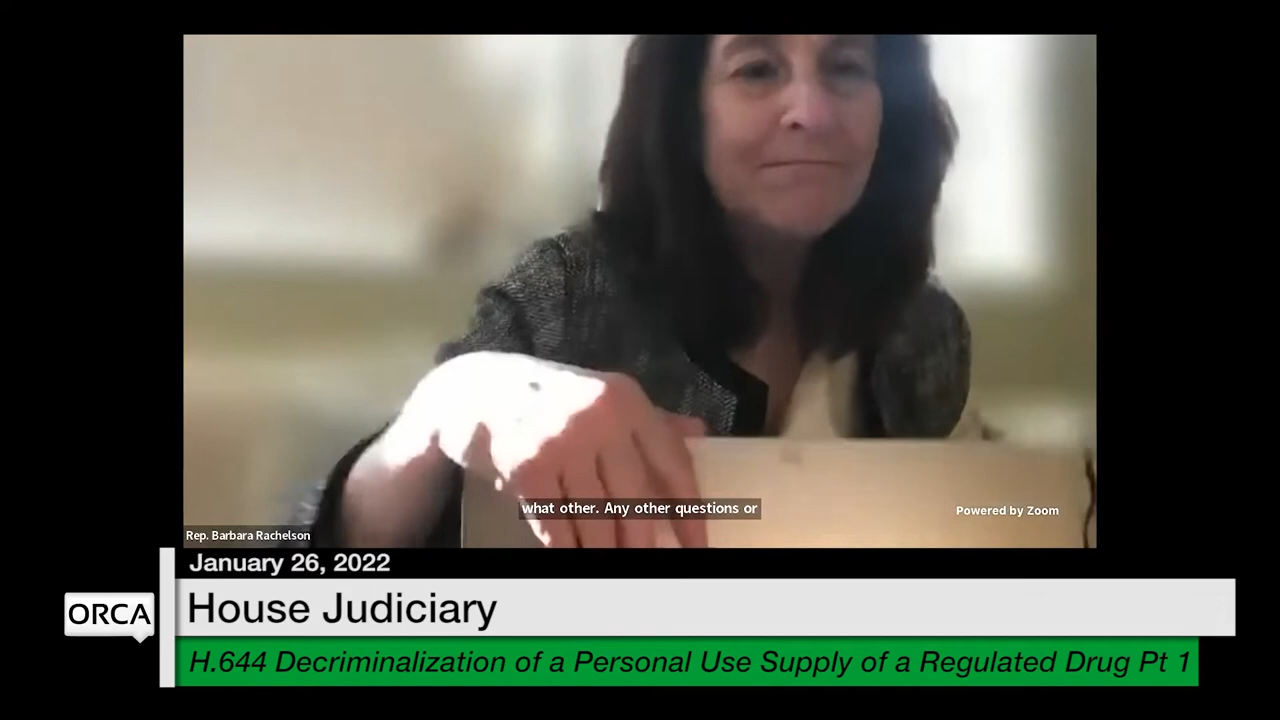 what other. Any other questions or
Powered by Zoom
Rep. Barbara Rachelson
January 26, 2022
ORCA
House Judiciary
H.644 Decriminalization of a Personal Use Supply of a Regulated Drug Pt 1